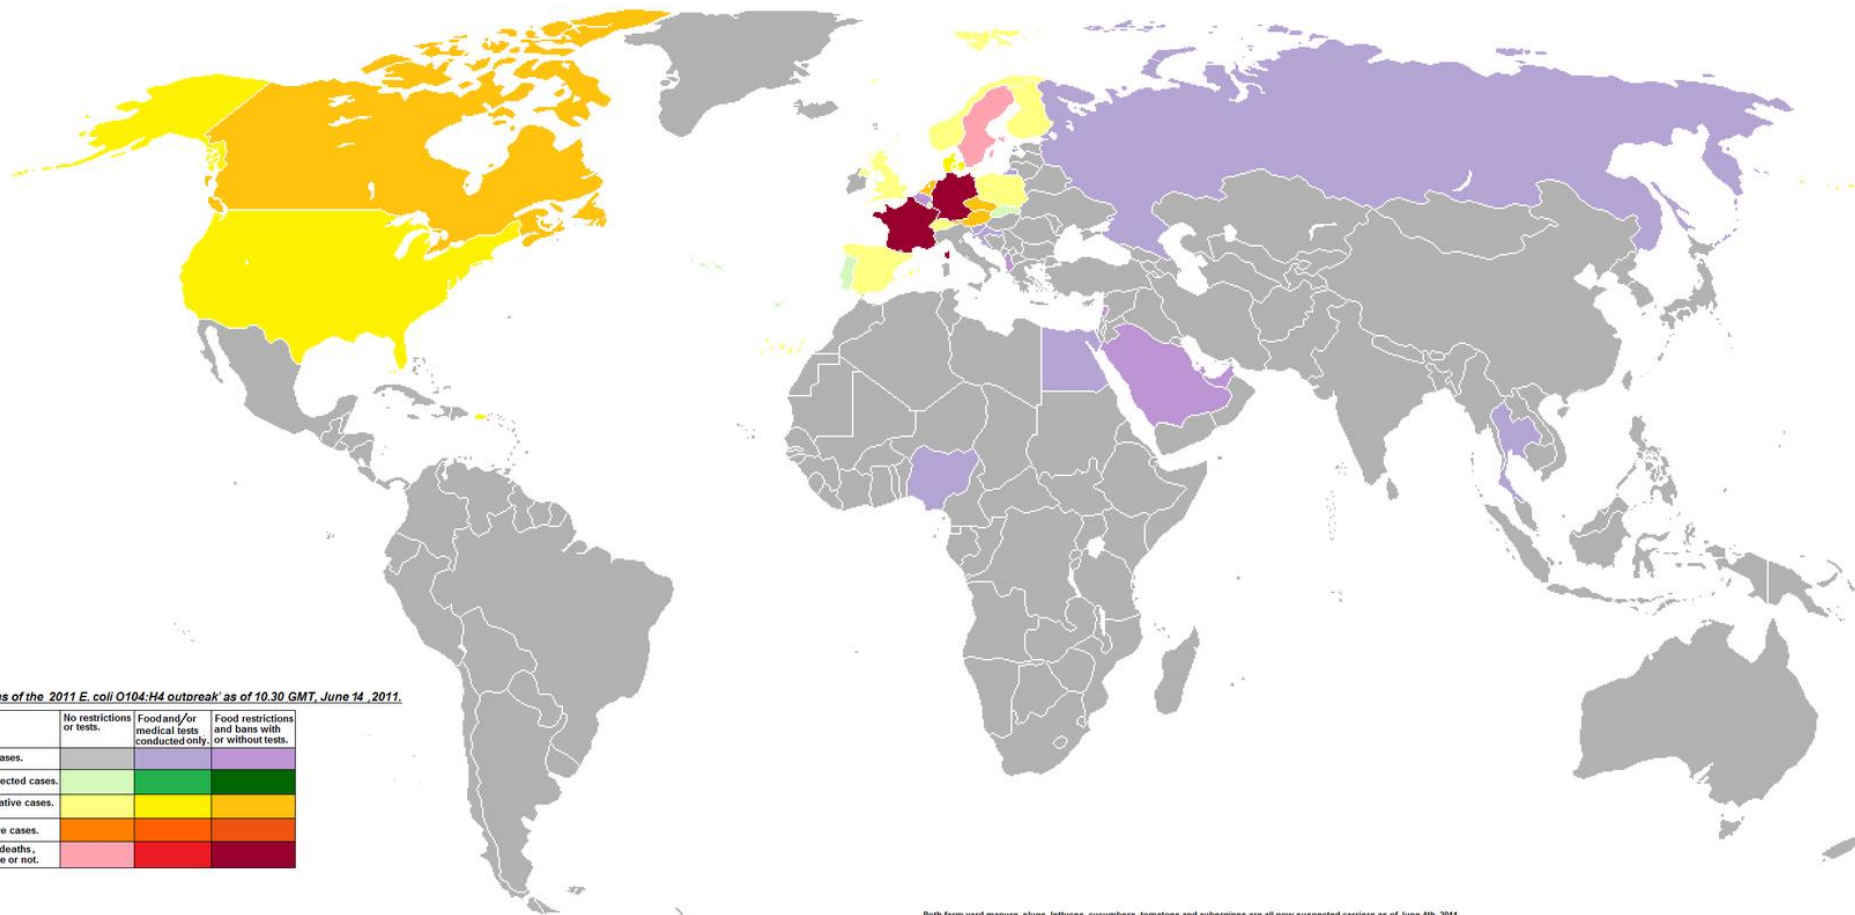 s of the 2011 E. coli O104:H4 outpreak' as of 10.30 GMT, June 14 ,2011.
No restrictions
or tests.
Food and/or
medical tests
conducted only.
Food restrictions
and bans with
or without tests.
ases.
ected cases.
ative cases.
e cases.
deaths,
e or not.
Both farm yard manure, slugs, lettuces, cucumbers, tomatoes and aubergines are all now suspected carriers as of June 4th, 2011.